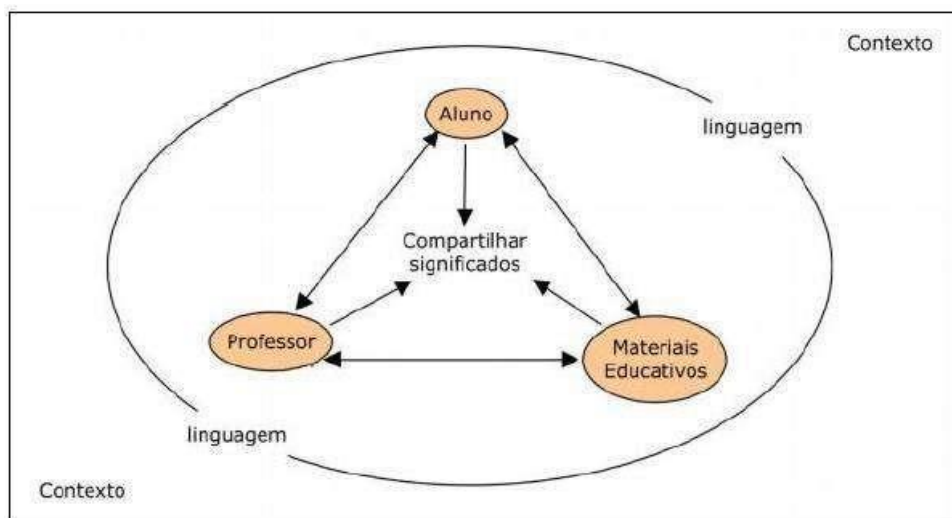 Contexto
Aluno
linguagem
Compartilhar
significados
Professor
Materiais
Educativos
linguagem
Contexto